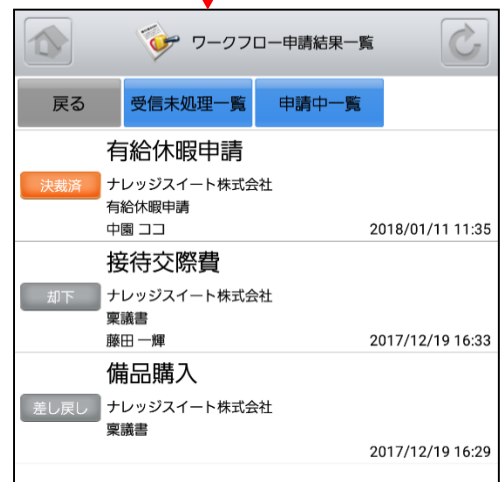 ワークフロー申請結果一覧
戻る 受信未処理一覧 申請中一覧
有給休暇申請
決裁済 ナレッジスイート株式会社
有給休暇申請
中園 ココ 2018/01/11 11:35
接待交際費
却下 ナレッジスイート株式会社
稟議書
藤田 一輝 2017/12/19 16:33
備品購入
差し戻し ナレッジスイート株式会社
稟議書
2017/12/19 16:29